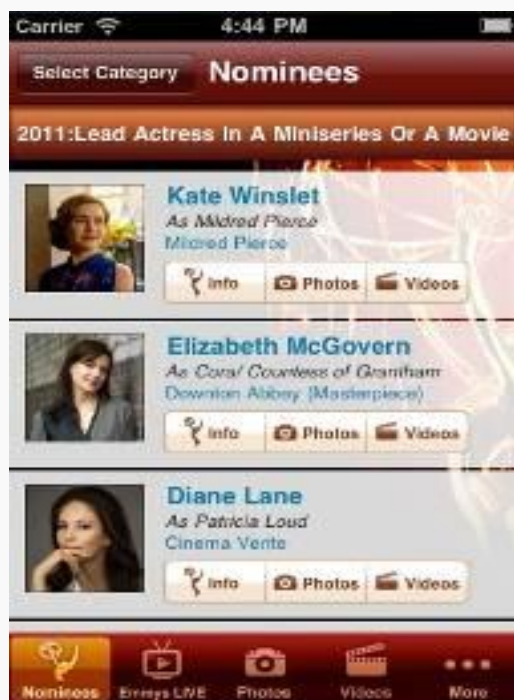 Carrier 4:44 PM
Select Category Nominees
2011:Lead Actress In A Miniseries Or A Movie
Kate Winslet
As Mildred Pierce
Mildred Pierce
Info Photos Videos
Elizabeth McGovern
As Coral Countess of Grantham
Downton Abbey (Masterpiece)
Info Photos Videos
Diane Lane
As Patricia Loud
Cinema Verite
Info Photos Videos
Nominees Emmys LIVE Photos Videos More